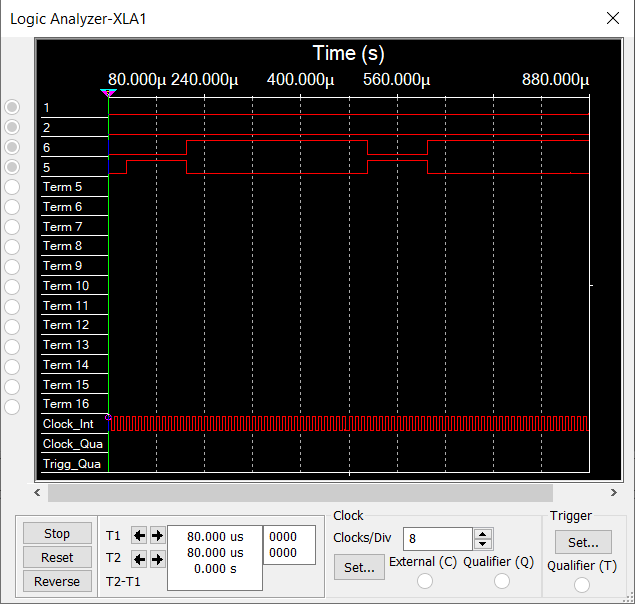 Logic Analyzer-XLA1
Time (s)
80.000µ 240.000µ 400.000µ 560.000µ 880.000µ
1
2
6
5
Term 5
Term 6
Term 7
Term 8
Term 9
Term 10
Term 11
Term 12
Term 13
Term 14
Term 15
Term 16
Clock_Int
Clock_Qua
Trigg_Qua
Stop
Reset
Reverse
T1
T2
T2-T1
80.000 us
80.000 us
0.000 s
0000
0000
Clock
Clocks/Div 8
Set...
External (C) Qualifier (Q)
Trigger
Set...
Qualifier (T)